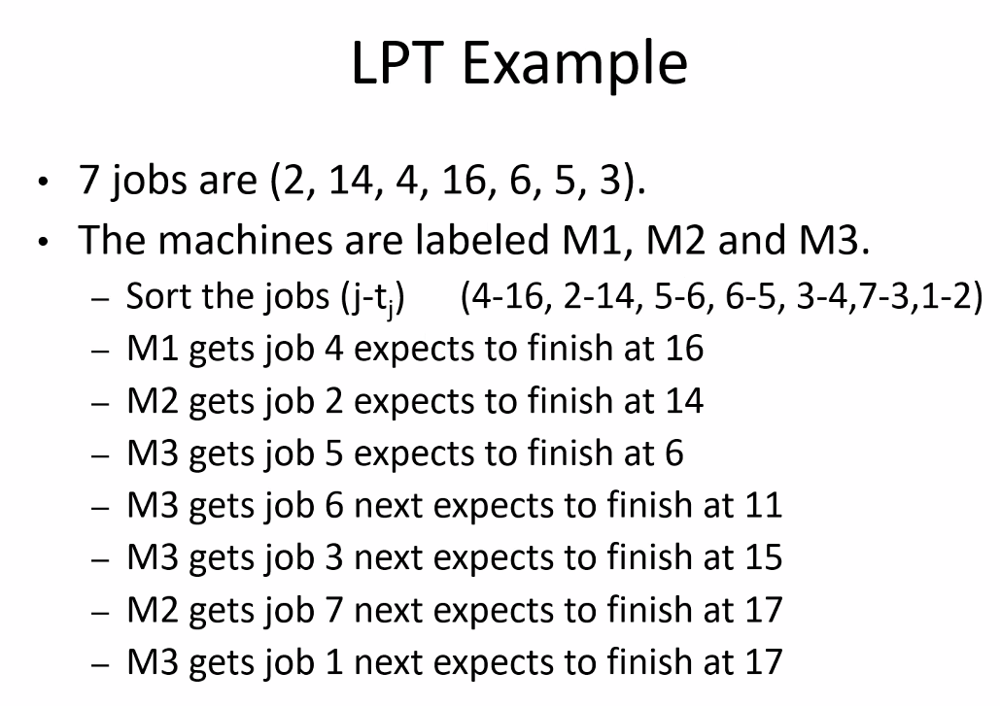 LPT Example
• 7 jobs are (2, 14, 4, 16, 6, 5, 3).
• The machines are labeled M1, M2 and M3.
– Sort the jobs (j-tj) (4-16, 2-14, 5-6, 6-5, 3-4,7-3,1-2)
– M1 gets job 4 expects to finish at 16
– M2 gets job 2 expects to finish at 14
– M3 gets job 5 expects to finish at 6
– M3 gets job 6 next expects to finish at 11
– M3 gets job 3 next expects to finish at 15
– M2 gets job 7 next expects to finish at 17
– M3 gets job 1 next expects to finish at 17